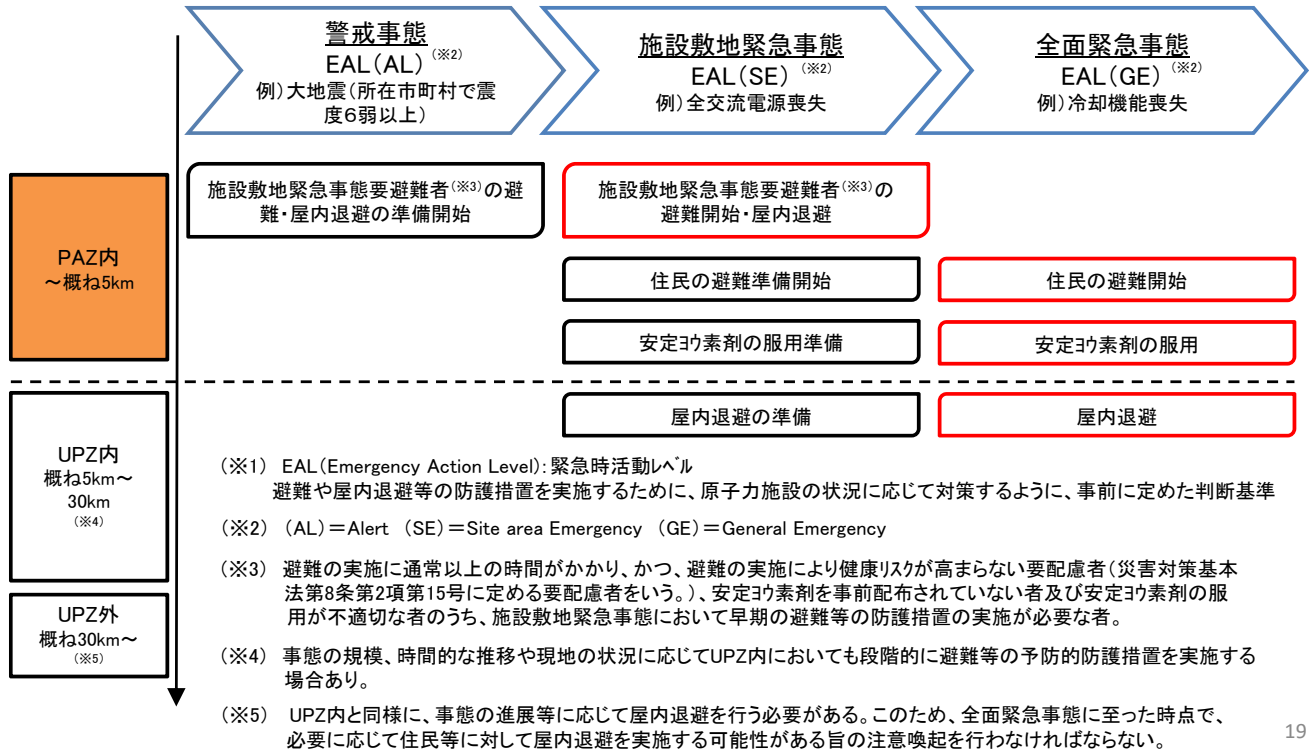 警戒事態
EAL(AL) (※2)
例)大地震(所在市町村で震
度6弱以上)
施設敷地緊急事態
EAL(SE) (※2)
例)全交流電源喪失
全面緊急事態
EAL(GE) (※2)
例)冷却機能喪失
PAZ内
~概ね5km
施設敷地緊急事態要避難者(※3)の避
難・屋内退避の準備開始
施設敷地緊急事態要避難者(※3)の
避難開始・屋内退避
住民の避難準備開始
住民の避難開始
安定ヨウ素剤の服用準備
安定ヨウ素剤の服用
UPZ内
概ね5km~
30km
(※4)
屋内退避の準備
屋内退避
UPZ外
概ね30km~
(※5)
(※1) EAL(Emergency Action Level):緊急時活動レベル
避難や屋内退避等の防護措置を実施するために、原子力施設の状況に応じて対策するように、事前に定めた判断基準
(※2) (AL)=Alert (SE)=Site area Emergency (GE)=General Emergency
(※3) 避難の実施に通常以上の時間がかかり、かつ、避難の実施により健康リスクが高まらない要配慮者(災害対策基本
法第8条第2項第15号に定める要配慮者をいう。)、安定ヨウ素剤を事前配布されていない者及び安定ヨウ素剤の服
用が不適切な者のうち、施設敷地緊急事態において早期の避難等の防護措置の実施が必要な者。
(※4) 事態の規模、時間的な推移や現地の状況に応じてUPZ内においても段階的に避難等の予防的防護措置を実施する
場合あり。
(※5) UPZ内と同様に、事態の進展等に応じて屋内退避を行う必要がある。このため、全面緊急事態に至った時点で、
必要に応じて住民等に対して屋内退避を実施する可能性がある旨の注意喚起を行わなければならない。
19